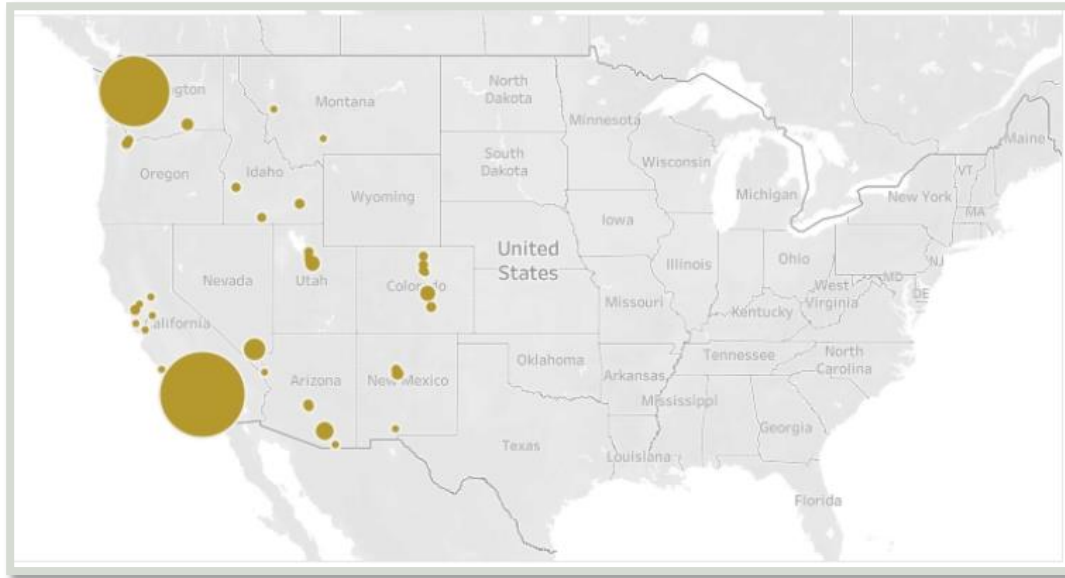 North
Dakota
Montana
gton
Minnesota
Maine
Oregon
Idaho
South
Dakota
Wisconsin
VT
Michigan
New York
Wyoming
MA
Iowa
United
States
Nevada
Utah
Colorado
Illinois
Ohio
NJ
MD
West
Virginia
DE
Missouri
Kentucky
alifornia
Oklahoma
Tennessee
North
Carolina
Arizona
New Mexico
Arkansas
Mississippi
Georgia
Texas
Louisiana
Florida